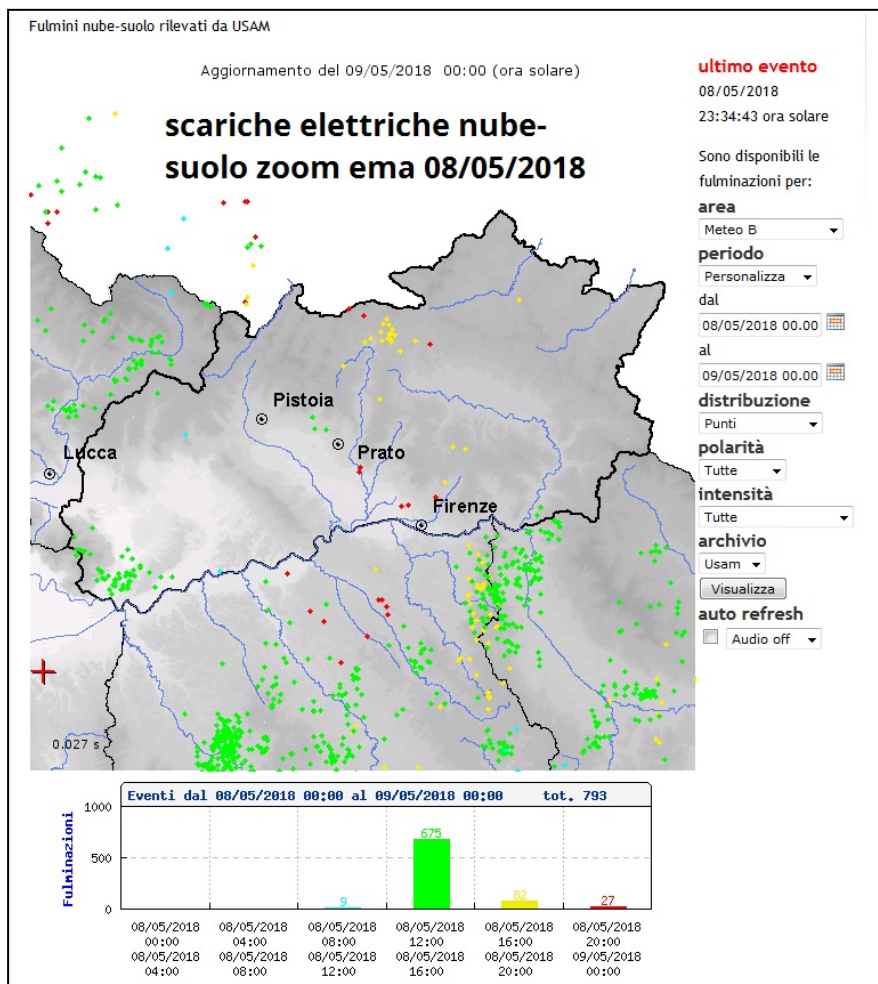 Fulmini nube-suolo rilevati da USAM
Aggiornamento del 09/05/2018 00:00 (ora solare)
scariche elettriche nube-
suolo zoom ema 08/05/2018
Pistoia
Prato
Lucca
Firenze
0.027 s
ultimo evento
08/05/2018
23:34:43 ora solare
Sono disponibili le
fulminazioni per:
area
Meteo B
periodo
Personalizza
dal
08/05/2018 00.00
al
09/05/2018 00.00
distribuzione
Punti
polarità
Tutte
intensità
Tutte
archivio
Usam
Visualizza
auto refresh
Audio off
Eventi dal 08/05/2018 00:00 al 09/05/2018 00:00 tot. 793
Fulminazioni
1000
500
0
9
675
82
27
08/05/2018 08/05/2018 08/05/2018 08/05/2018 08/05/2018 08/05/2018
00:00 04:00 08:00 12:00 16:00 20:00
08/05/2018 08/05/2018 08/05/2018 08/05/2018 08/05/2018 09/05/2018
04:00 08:00 12:00 16:00 20:00 00:00